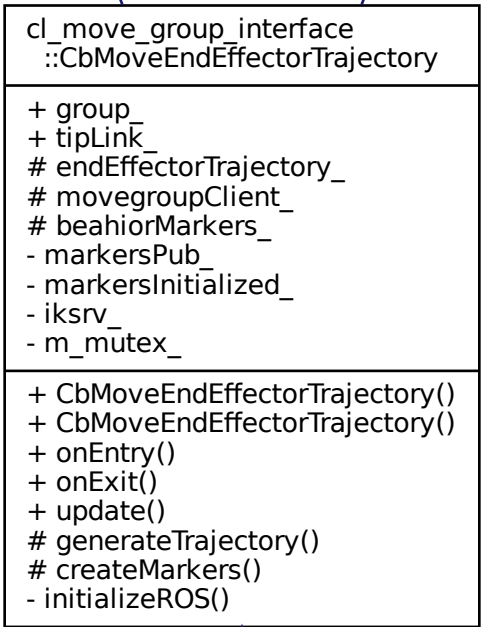 cl_move_group_interface
::CbMoveEndEffectorTrajectory
+ group_
+ tipLink_
# endEffectorTrajectory_
# movegroupClient_
# beahiorMarkers_
- markersPub_
- markersInitialized_
- iksrv_
- m_mutex_
+ CbMoveEndEffectorTrajectory()
+ CbMoveEndEffectorTrajectory()
+ onEntry()
+ onExit()
+ update()
# generateTrajectory()
# createMarkers()
- initializeROS()